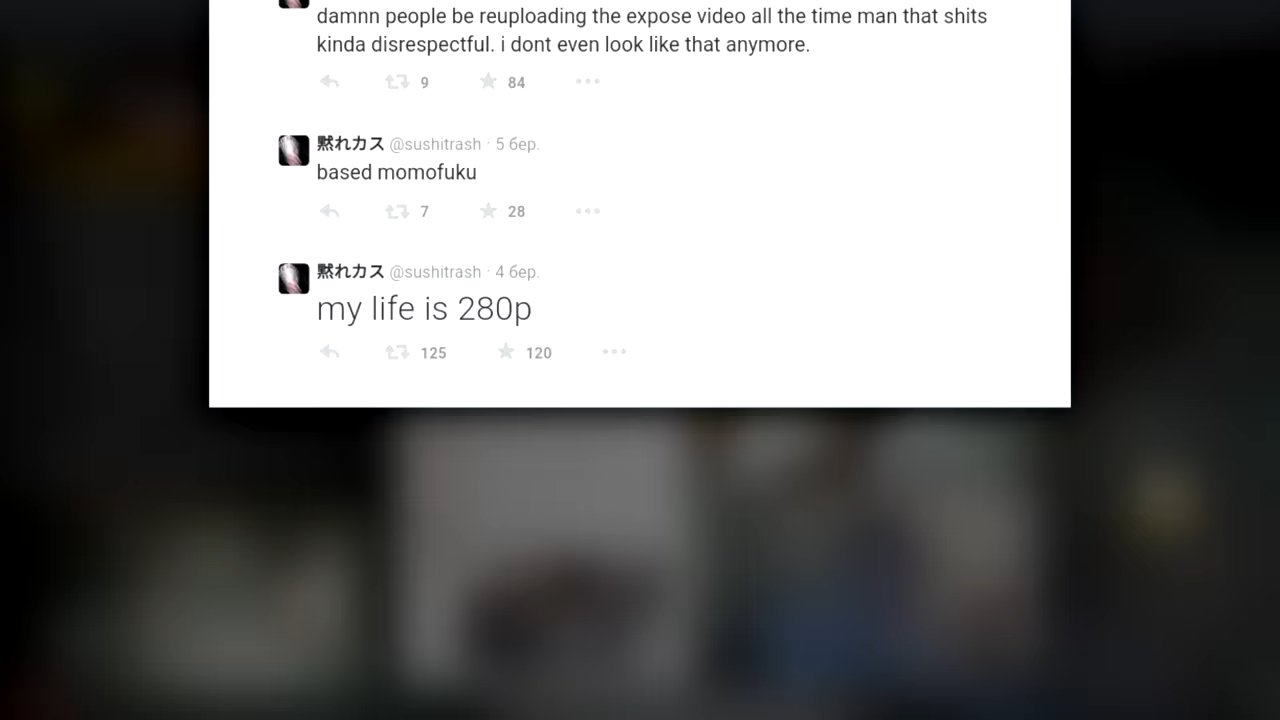 damnn people be reuploading the expose video all the time man that shits
kinda disrespectful. i dont even look like that anymore.
9 84
黙れカス @sushitrash · 5 бер.
based momofuku
7 28
黙れカス @sushitrash · 4 бер.
my life is 280p
125 120